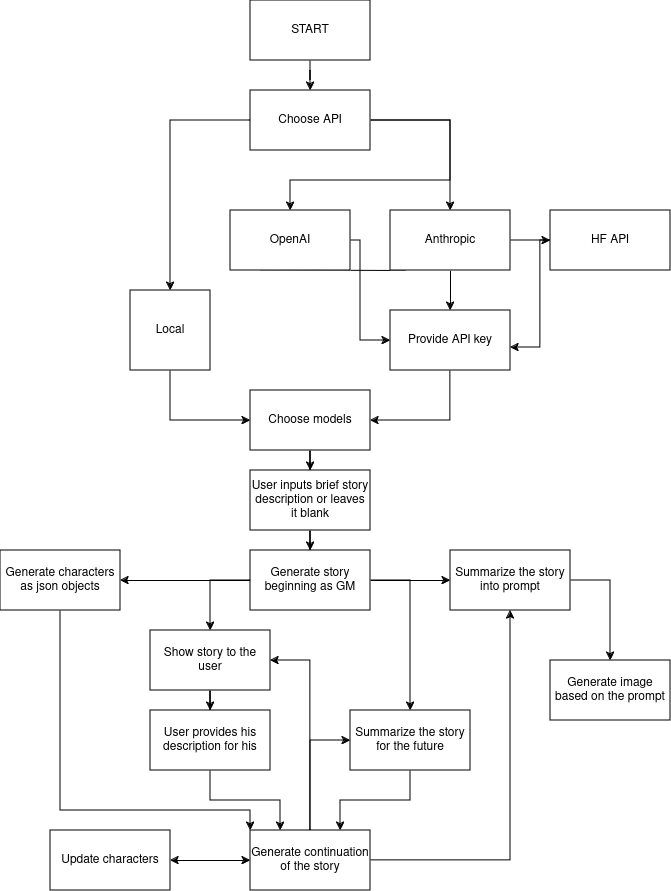 START
Choose API
OpenAI
Anthropic
HF API
Local
Provide API key
Choose models
User inputs brief story
description or leaves
it blank
Generate characters
as json objects
Generate story
beginning as GM
Summarize the story
into prompt
Show story to the
user
Generate image
based on the prompt
User provides his
description for his
Summarize the story
for the future
Update characters
Generate continuation
of the story